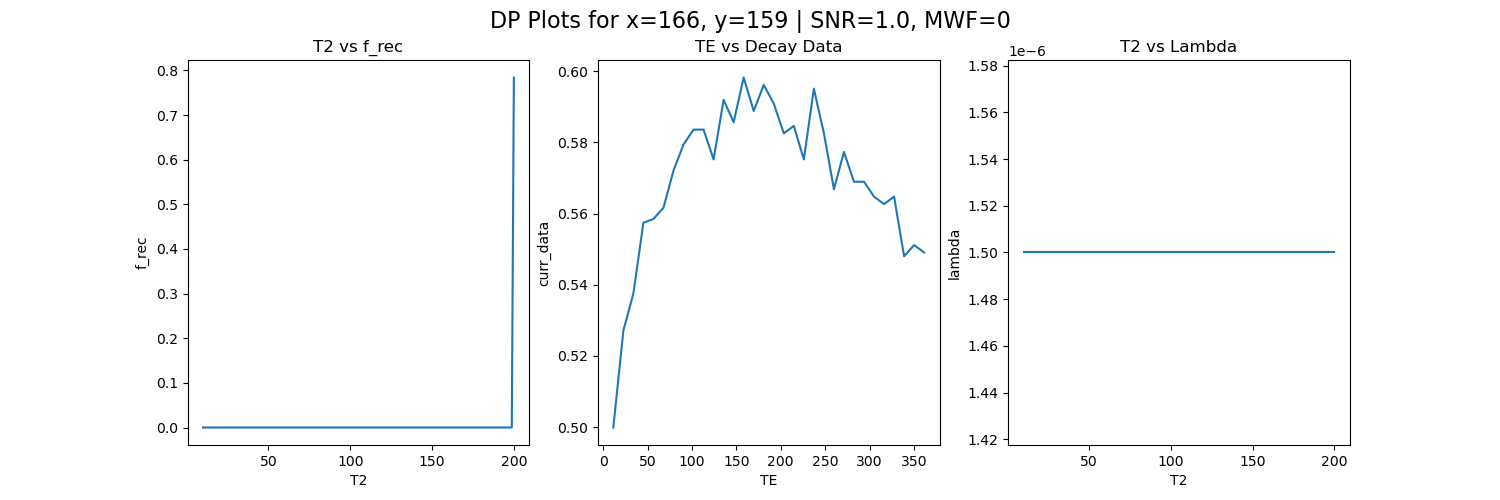 DP Plots for x=166, y=159 | SNR=1.0, MWF=0
T2 vs f_rec
f_rec
0.8
0.7
0.6
0.5
0.4
0.3
0.2
0.1
0.0
50 100 150 200
T2
TE vs Decay Data
curr_data
0.60
0.58
0.56
0.54
0.52
0.50
0 50 100 150 200 250 300 350
TE
T2 vs Lambda
1e−6
lambda
1.58
1.56
1.54
1.52
1.50
1.48
1.46
1.44
1.42
50 100 150 200
T2